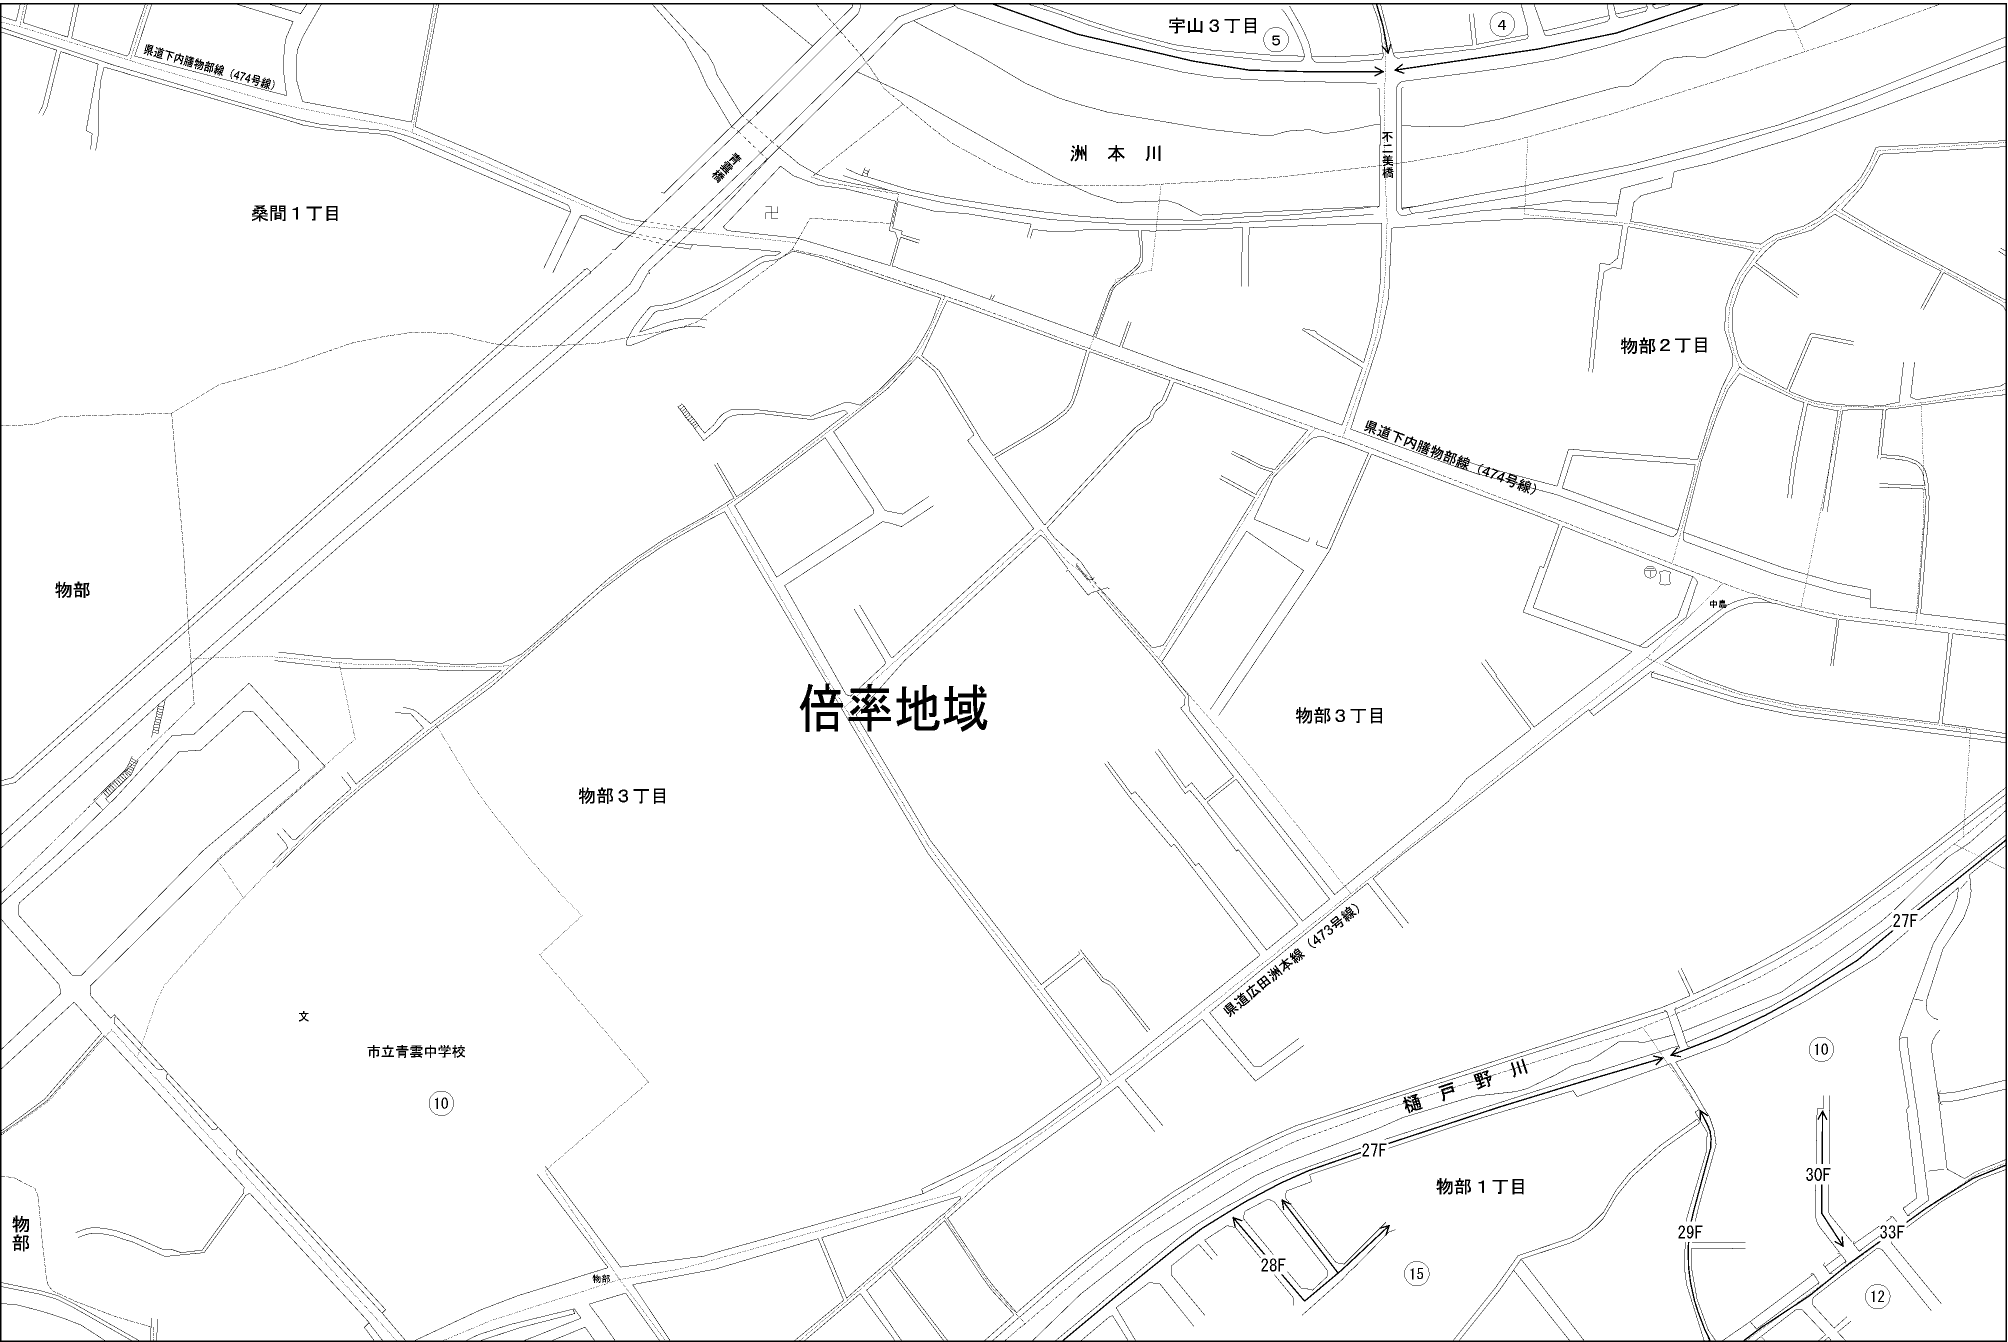 宇山３丁目
⑤
④
県道下内膳物部線（474号線）
洲本川
不二美橋
青雲橋
桑間１丁目
物部２丁目
県道下内膳物部線（474号線）
物部
中島
倍率地域
物部３丁目
物部３丁目
県道広田洲本線（473号線）
27F
文
市立青雲中学校
⑩
⑩
樋戸野川
27F
物部１丁目
30F
29F
33F
物部
28F
⑮
物部
⑫